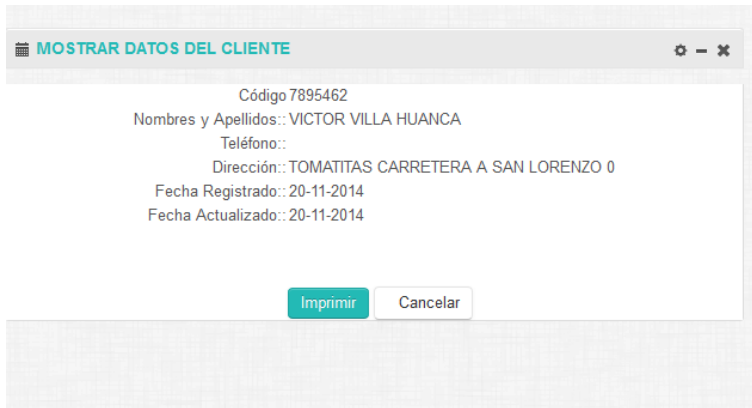 MOSTRAR DATOS DEL CLIENTE
Código 7895462
Nombres y Apellidos:: VICTOR VILLA HUANCA
Teléfono::
Dirección:: TOMATITAS CARRETERA A SAN LORENZO 0
Fecha Registrado:: 20-11-2014
Fecha Actualizado:: 20-11-2014
Imprimir Cancelar